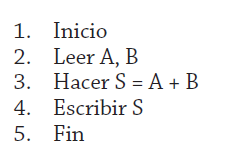 1. Inicio
2. Leer A, B
3. Hacer S = A + B
4. Escribir S
5. Fin